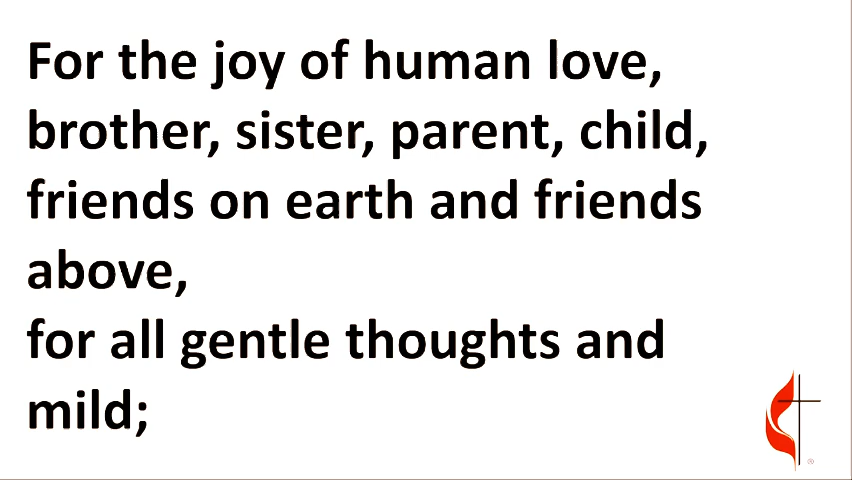 For the joy of human love,
brother, sister, parent, child,
friends on earth and friends
above,
for all gentle thoughts and
mild;
®